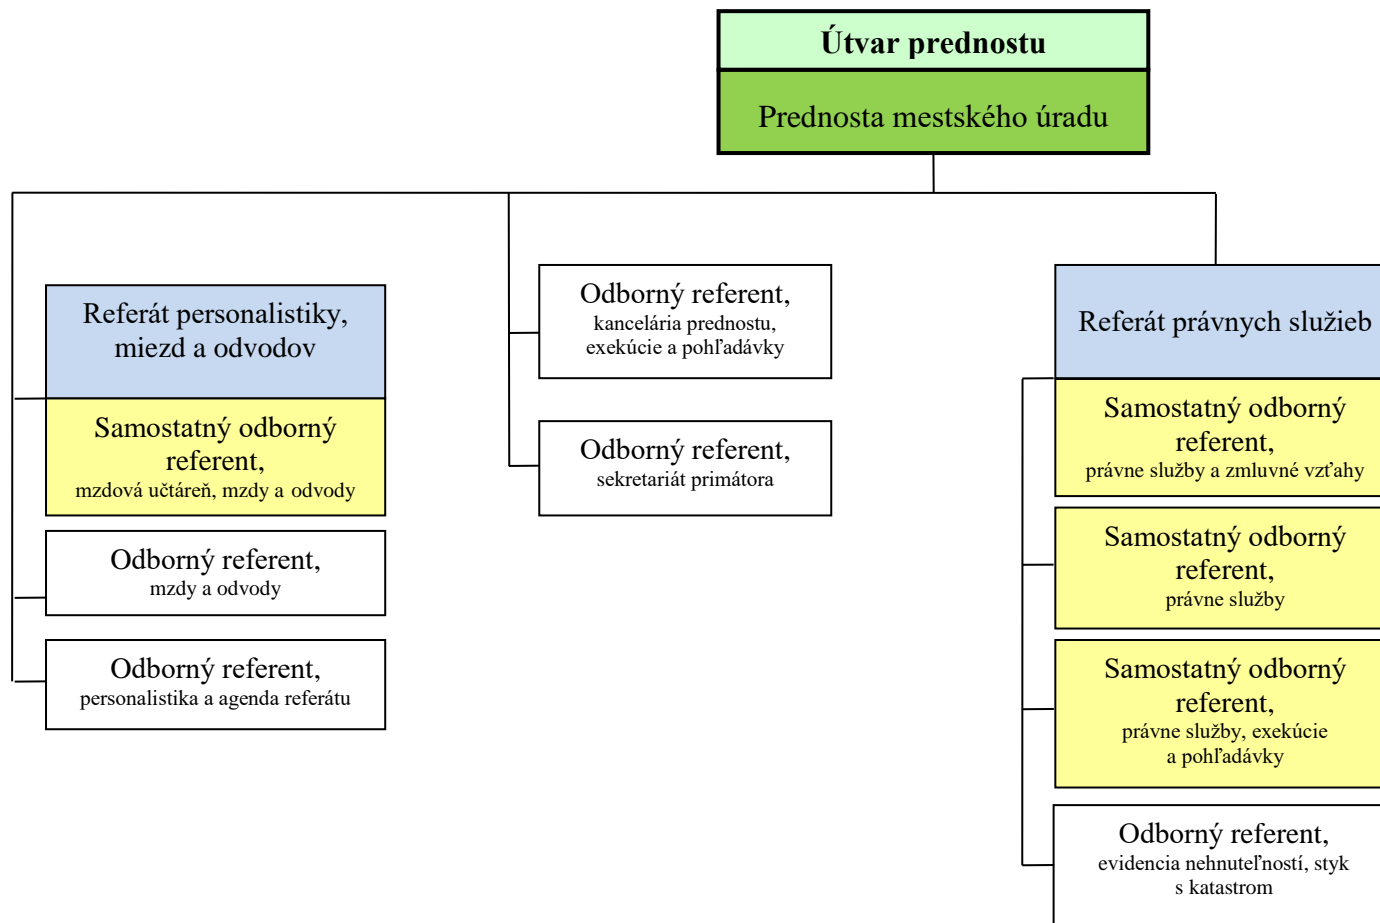 Útvar prednostu
Prednosta mestského úradu
Referát personalistiky,
miezd a odvodov
Samostatný odborný
referent,
mzdová učtáreň, mzdy a odvody
Odborný referent,
mzdy a odvody
Odborný referent,
personalistika a agenda referátu
Odborný referent,
kancelária prednostu,
exekúcie a pohľadávky
Odborný referent,
sekretariát primátora
Referát právnych služieb
Samostatný odborný
referent,
právne služby a zmluvné vzťahy
Samostatný odborný
referent,
právne služby
Samostatný odborný
referent,
právne služby, exekúcie
a pohľadávky
Odborný referent,
evidencia nehnuteľností, styk
s katastrom